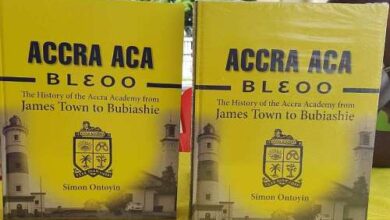 ACCRA ACA
BLƐOO
The History of the Accra Academy from
James Town to Bubiashie
Simon Ontoyin
ACCRA ACA
BLƐOO
The History of the Accra Academy from
James Town to Bubiashie
Simon Ontoyin